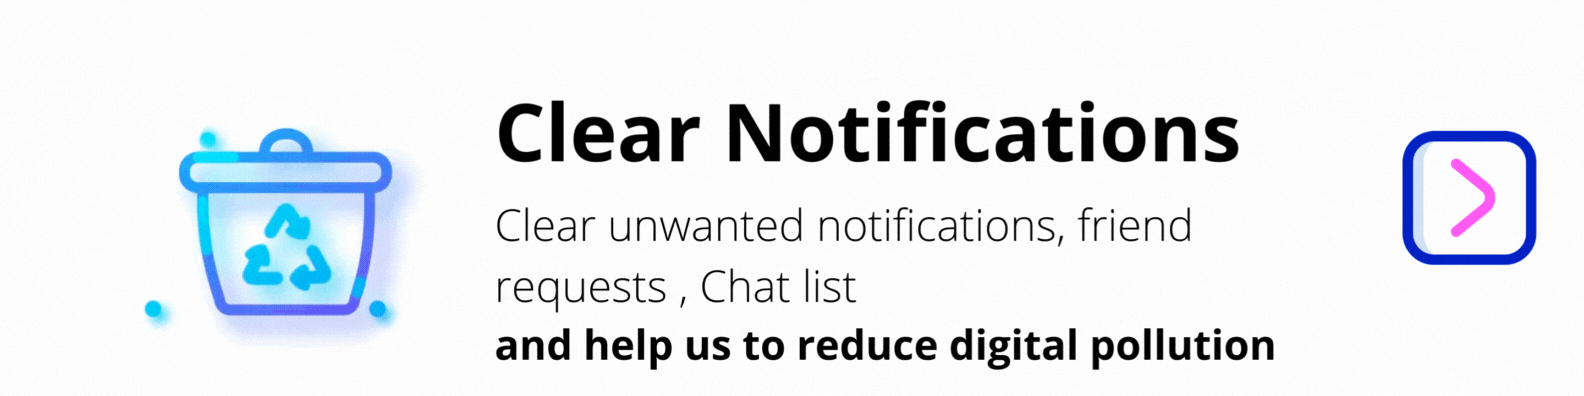 Clear Notifications
Clear unwanted notifications, friend
requests , Chat list
and help us to reduce digital pollution